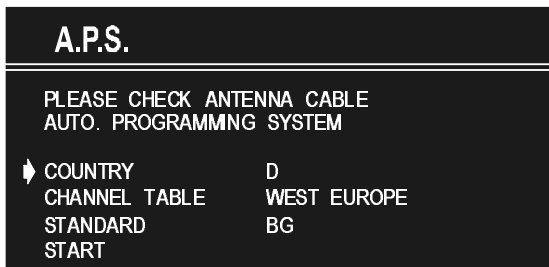 A.P.S.
PLEASE CHECK ANTENNA CABLE
AUTO. PROGRAMMING SYSTEM
COUNTRY D
CHANNEL TABLE WEST EUROPE
STANDARD BG
START